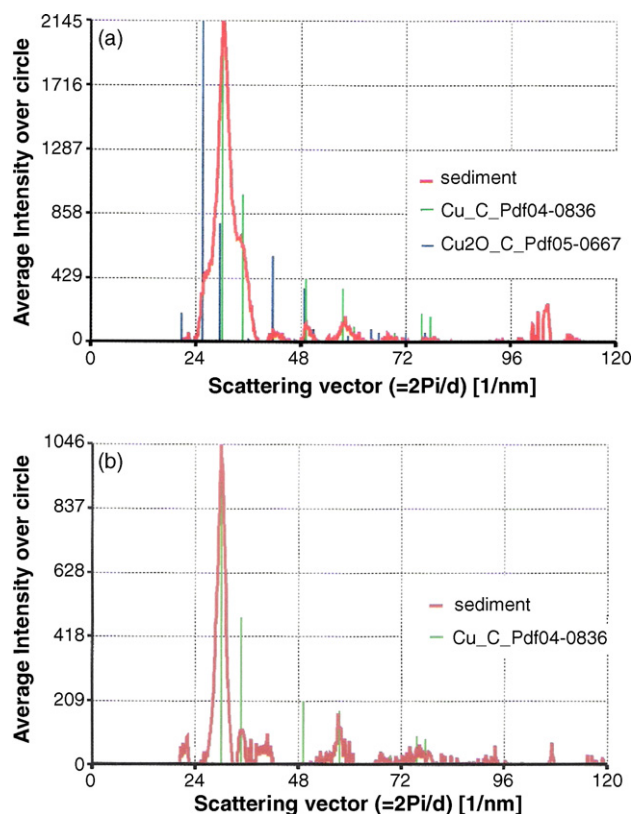 (a)
Average Intensity over circle
2145
1716
1287
858
429
0
sediment
Cu_C_Pdf04-0836
Cu2O_C_Pdf05-0667
0 24 48 72 96 120
Scattering vector (=2Pi/d) [1/nm]
(b)
Average Intensity over circle
1046
837
628
418
209
0
sediment
Cu_C_Pdf04-0836
0 24 48 72 96 120
Scattering vector (=2Pi/d) [1/nm]